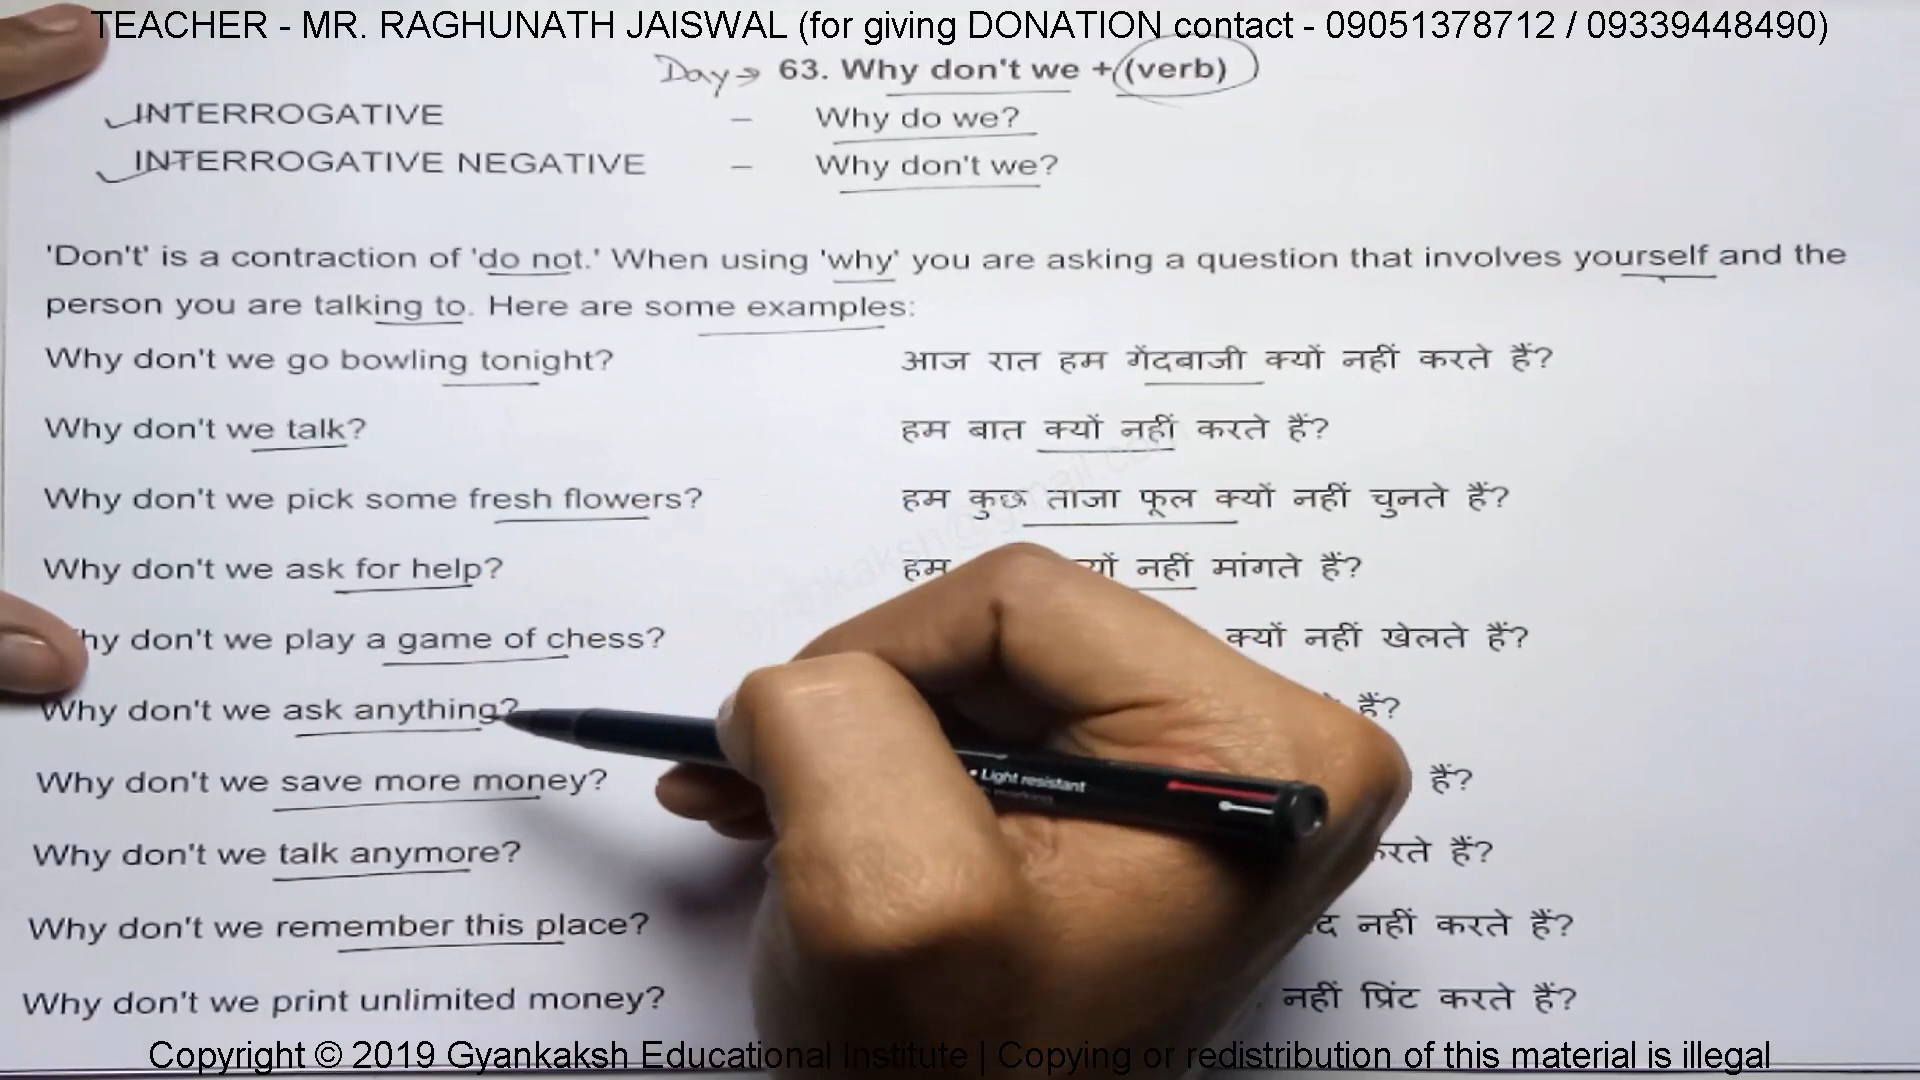 TEACHER - MR. RAGHUNATH JAISWAL (for giving DONATION contact - 09051378712 / 09339448490)
Day → 63. Why don't we + (verb)
INTERROGATIVE – Why do we?
INTERROGATIVE NEGATIVE – Why don't we?
'Don't' is a contraction of 'do not.' When using 'why' you are asking a question that involves yourself and the
person you are talking to. Here are some examples:
Why don't we go bowling tonight? आज रात हम गेंदबाजी क्यों नहीं करते हैं?
Why don't we talk? हम बात क्यों नहीं करते हैं?
Why don't we pick some fresh flowers? हम कुछ ताजा फूल क्यों नहीं चुनते हैं?
Why don't we ask for help? हम नहीं मांगते हैं?
don't we play a game of chess? क्यों नहीं खेलते हैं?
Why don't we ask anything? हैं?
Why don't we save more money? हैं?
Why don't we talk anymore? हैं?
Why don't we remember this place? नहीं करते हैं?
Why don't we print unlimited money? नहीं प्रिंट करते हैं?
• Light resistant
Copyright © 2019 Gyankaksh Educational Institute | Copying or redistribution of this material is illegal